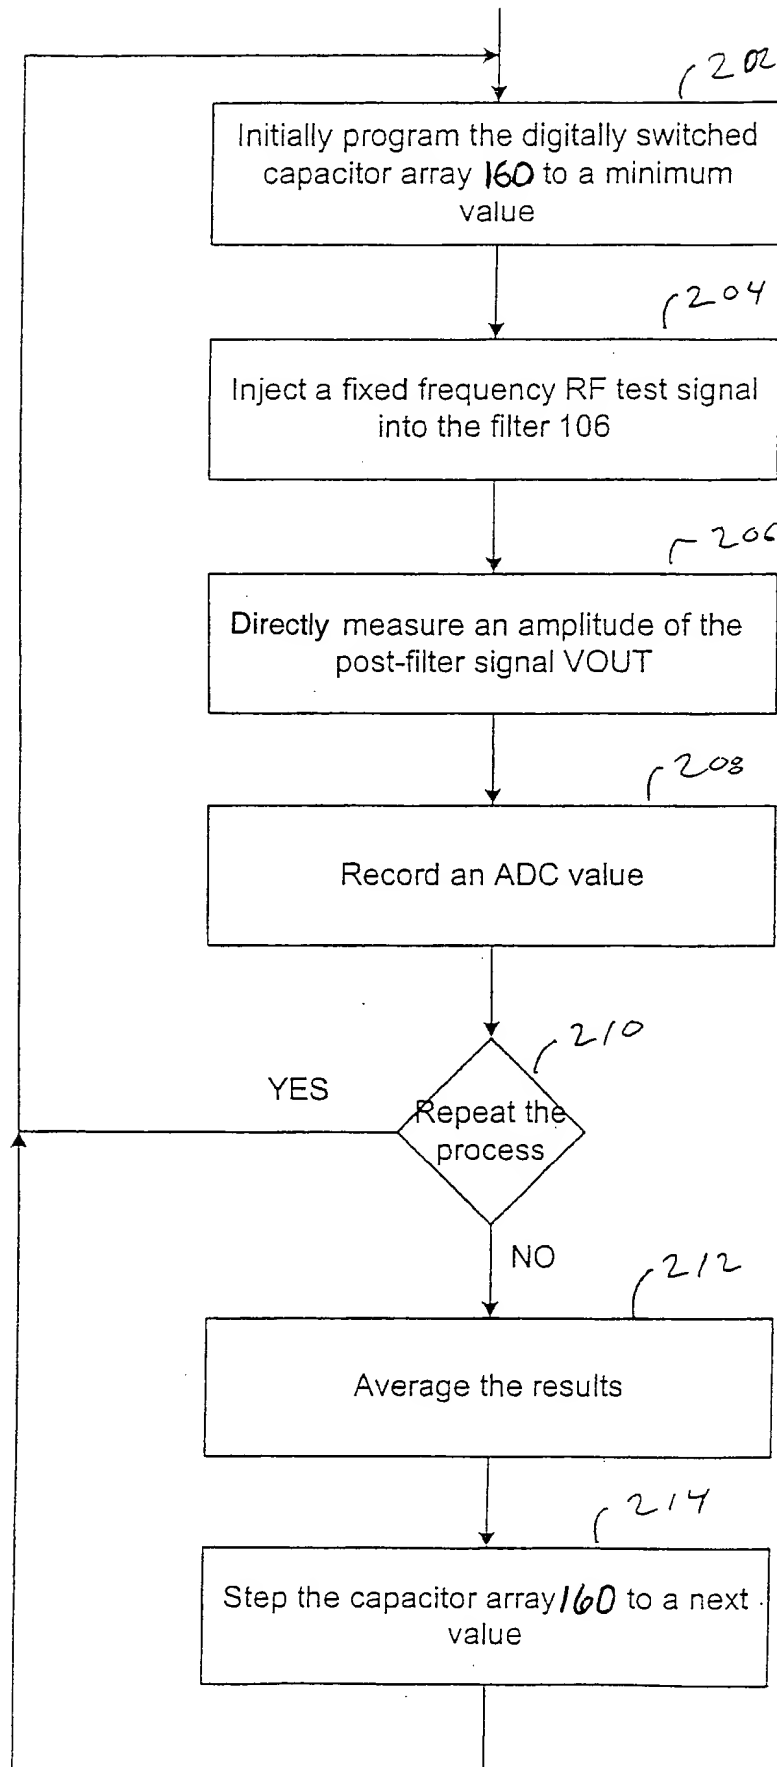 202
Initially program the digitally switched
capacitor array 160 to a minimum
value
204
Inject a fixed frequency RF test signal
into the filter 106
206
Directly measure an amplitude of the
post-filter signal VOUT
208
Record an ADC value
210
YES
Repeat the
process
NO
212
Average the results
214
Step the capacitor array 160 to a next
value